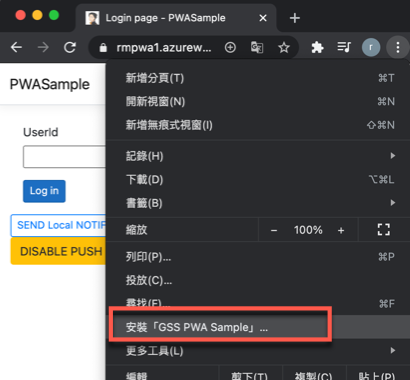 Login page - PWASample
rmpwa1.azurew...
r
PWASample
UserId
Log in
SEND Local NOTIF
DISABLE PUSH
新增分頁(T) ⌘T
開新視窗(N) ⌘N
新增無痕式視窗(I) ⇧⌘N
記錄(H)
下載(D) ⌥⌘L
書籤(B)
縮放 − 100% +
列印(P)... ⌘P
投放(C)...
尋找(F)... ⌘F
安裝「GSS PWA Sample」...
更多工具(L)
編輯 剪下(T) 複製(C) 貼上(P)